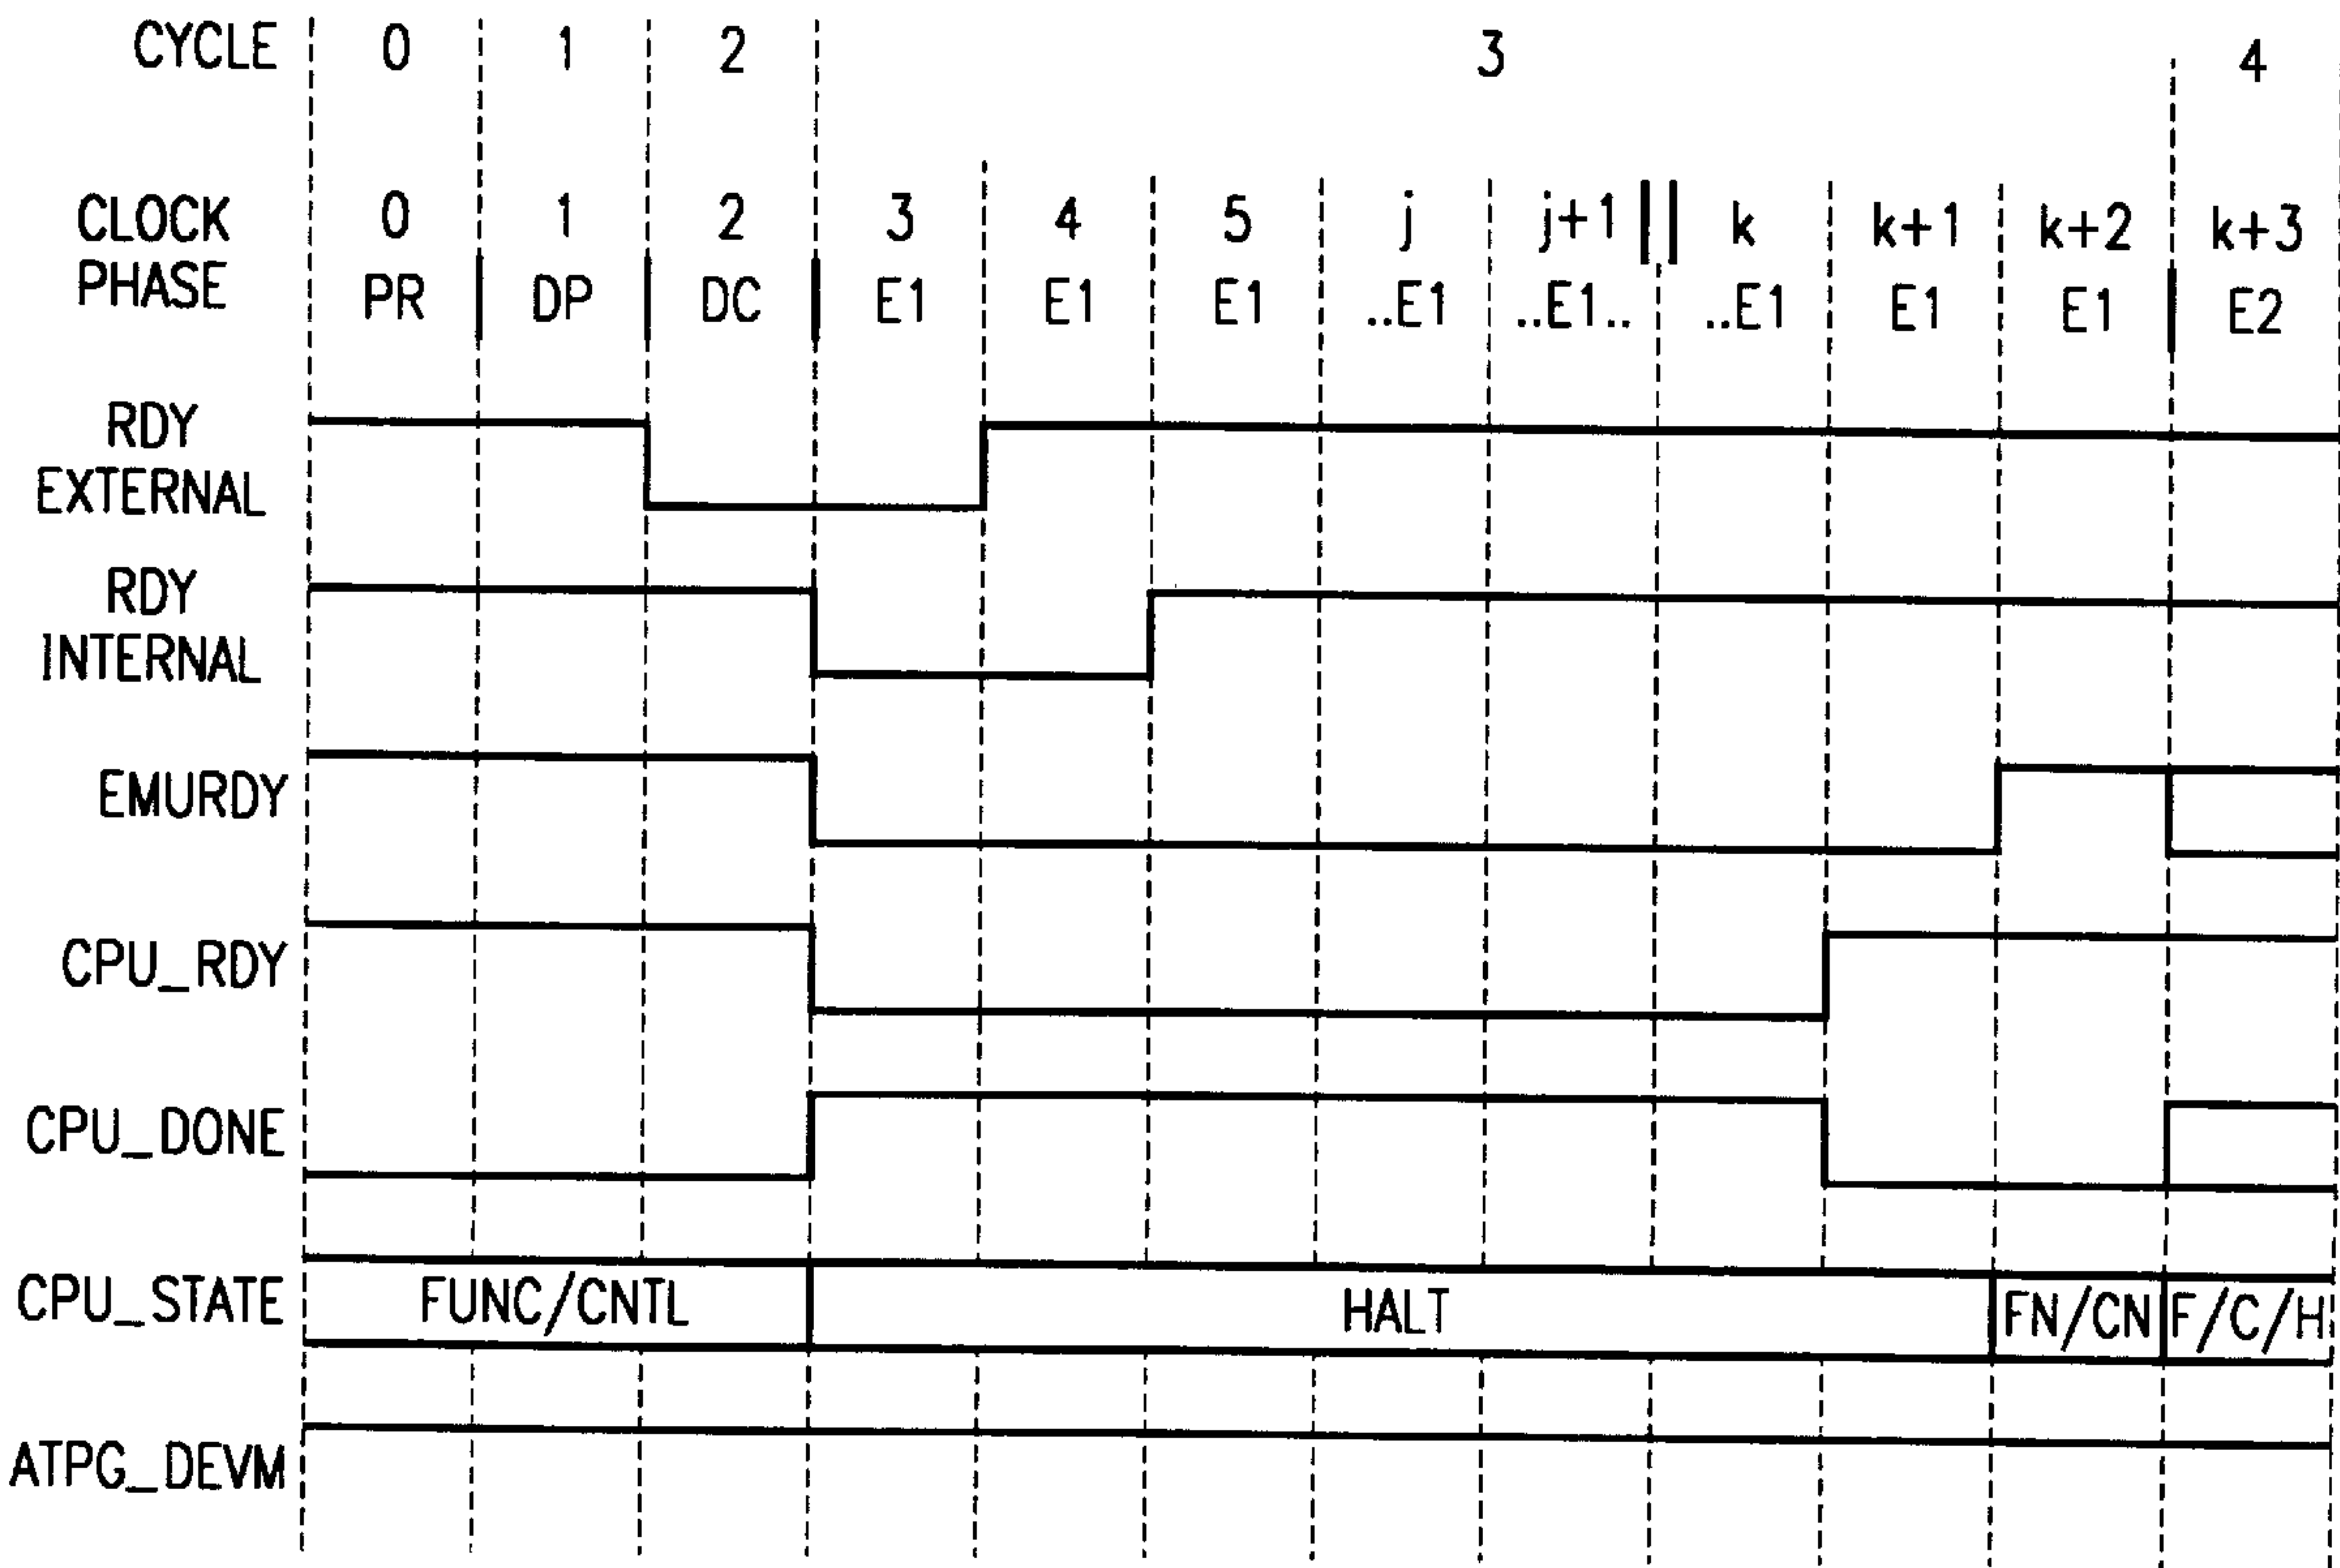 CYCLE 0 1 2 3 4
CLOCK 0 1 2 3 4 5 j j+1 k k+1 k+2 k+3
PHASE PR DP DC E1 E1 E1 ..E1 ..E1.. ..E1 E1 E1 E2
RDY
EXTERNAL
RDY
INTERNAL
EMURDY
CPU_RDY
CPU_DONE
CPU_STATE FUNC/CNTL HALT FN/CN F/C/H
ATPG_DEVM